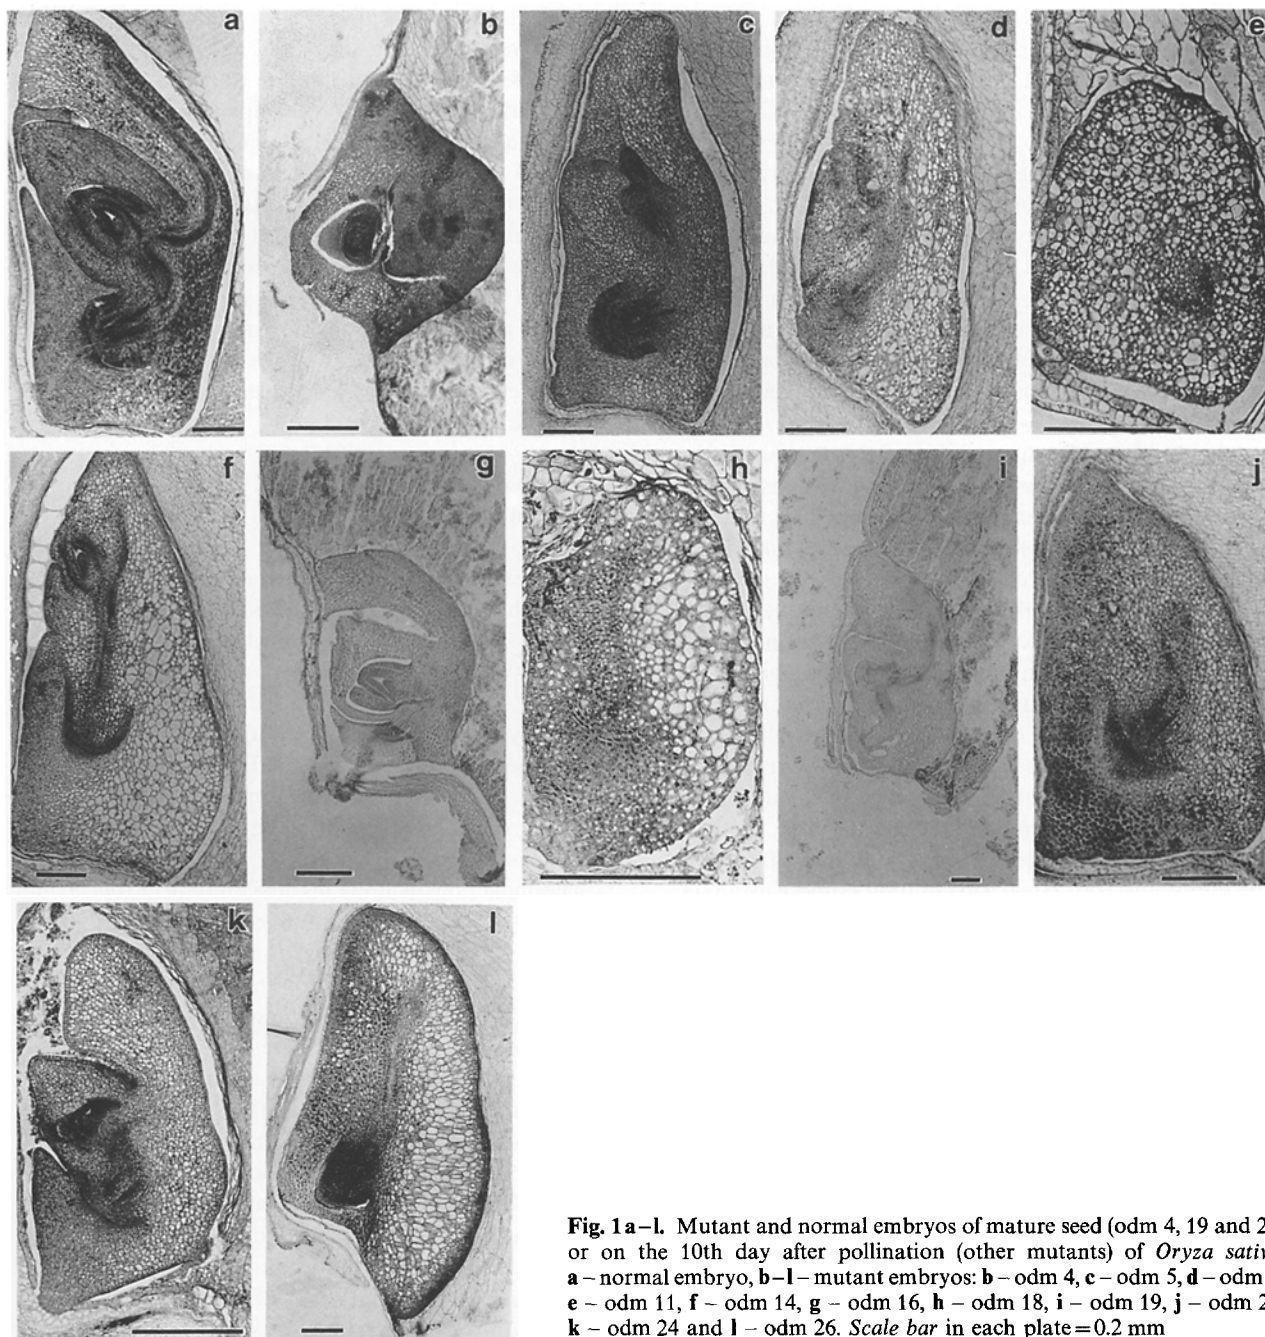 a
b
c
d
e
f
g
h
i
j
k
l
Fig. 1 a–l. Mutant and normal embryos of mature seed (odm 4, 19 and 2
or on the 10th day after pollination (other mutants) of Oryza sativ
a – normal embryo, b–l – mutant embryos: b – odm 4, c – odm 5, d – odm
e – odm 11, f – odm 14, g – odm 16, h – odm 18, i – odm 19, j – odm 2
k – odm 24 and l – odm 26. Scale bar in each plate = 0.2 mm